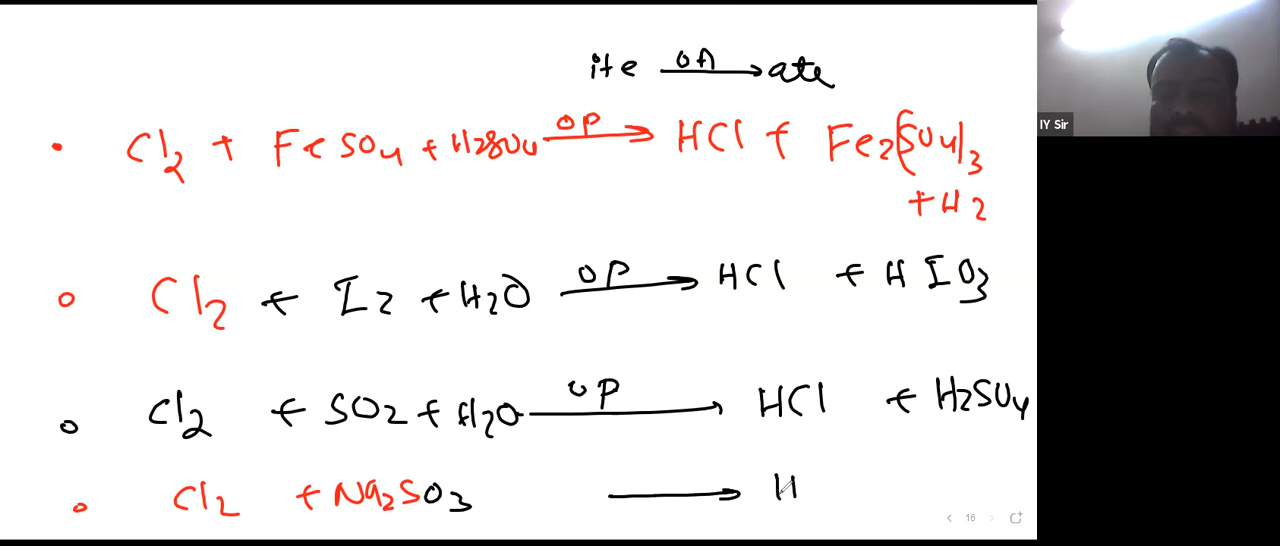 ite OA → ate
• Cl2 + FeSO4 + H2SO4 OP → HCl + Fe2(SO4)3
+ H2
• Cl2 + I2 + H2O OP → HCl + HIO3
• Cl2 + SO2 + H2O OP → HCl + H2SO4
• Cl2 + Na2SO3 → H
IY Sir
< 16 >